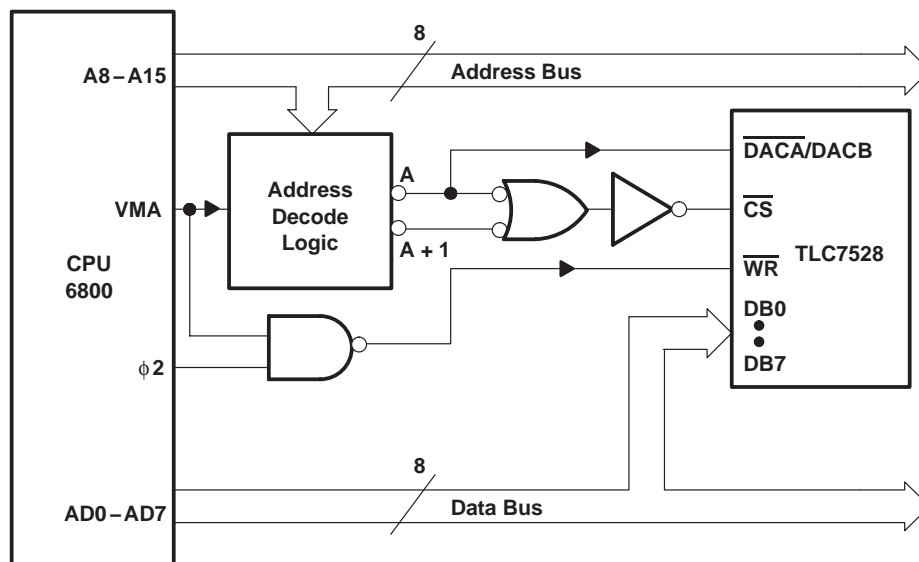 8
A8–A15
Address Bus
DACA/DACB
A
Address
Decode
Logic
VMA
CS
A + 1
TLC7528
CPU
6800
WR
DB0
DB7
ϕ2
8
AD0–AD7
Data Bus